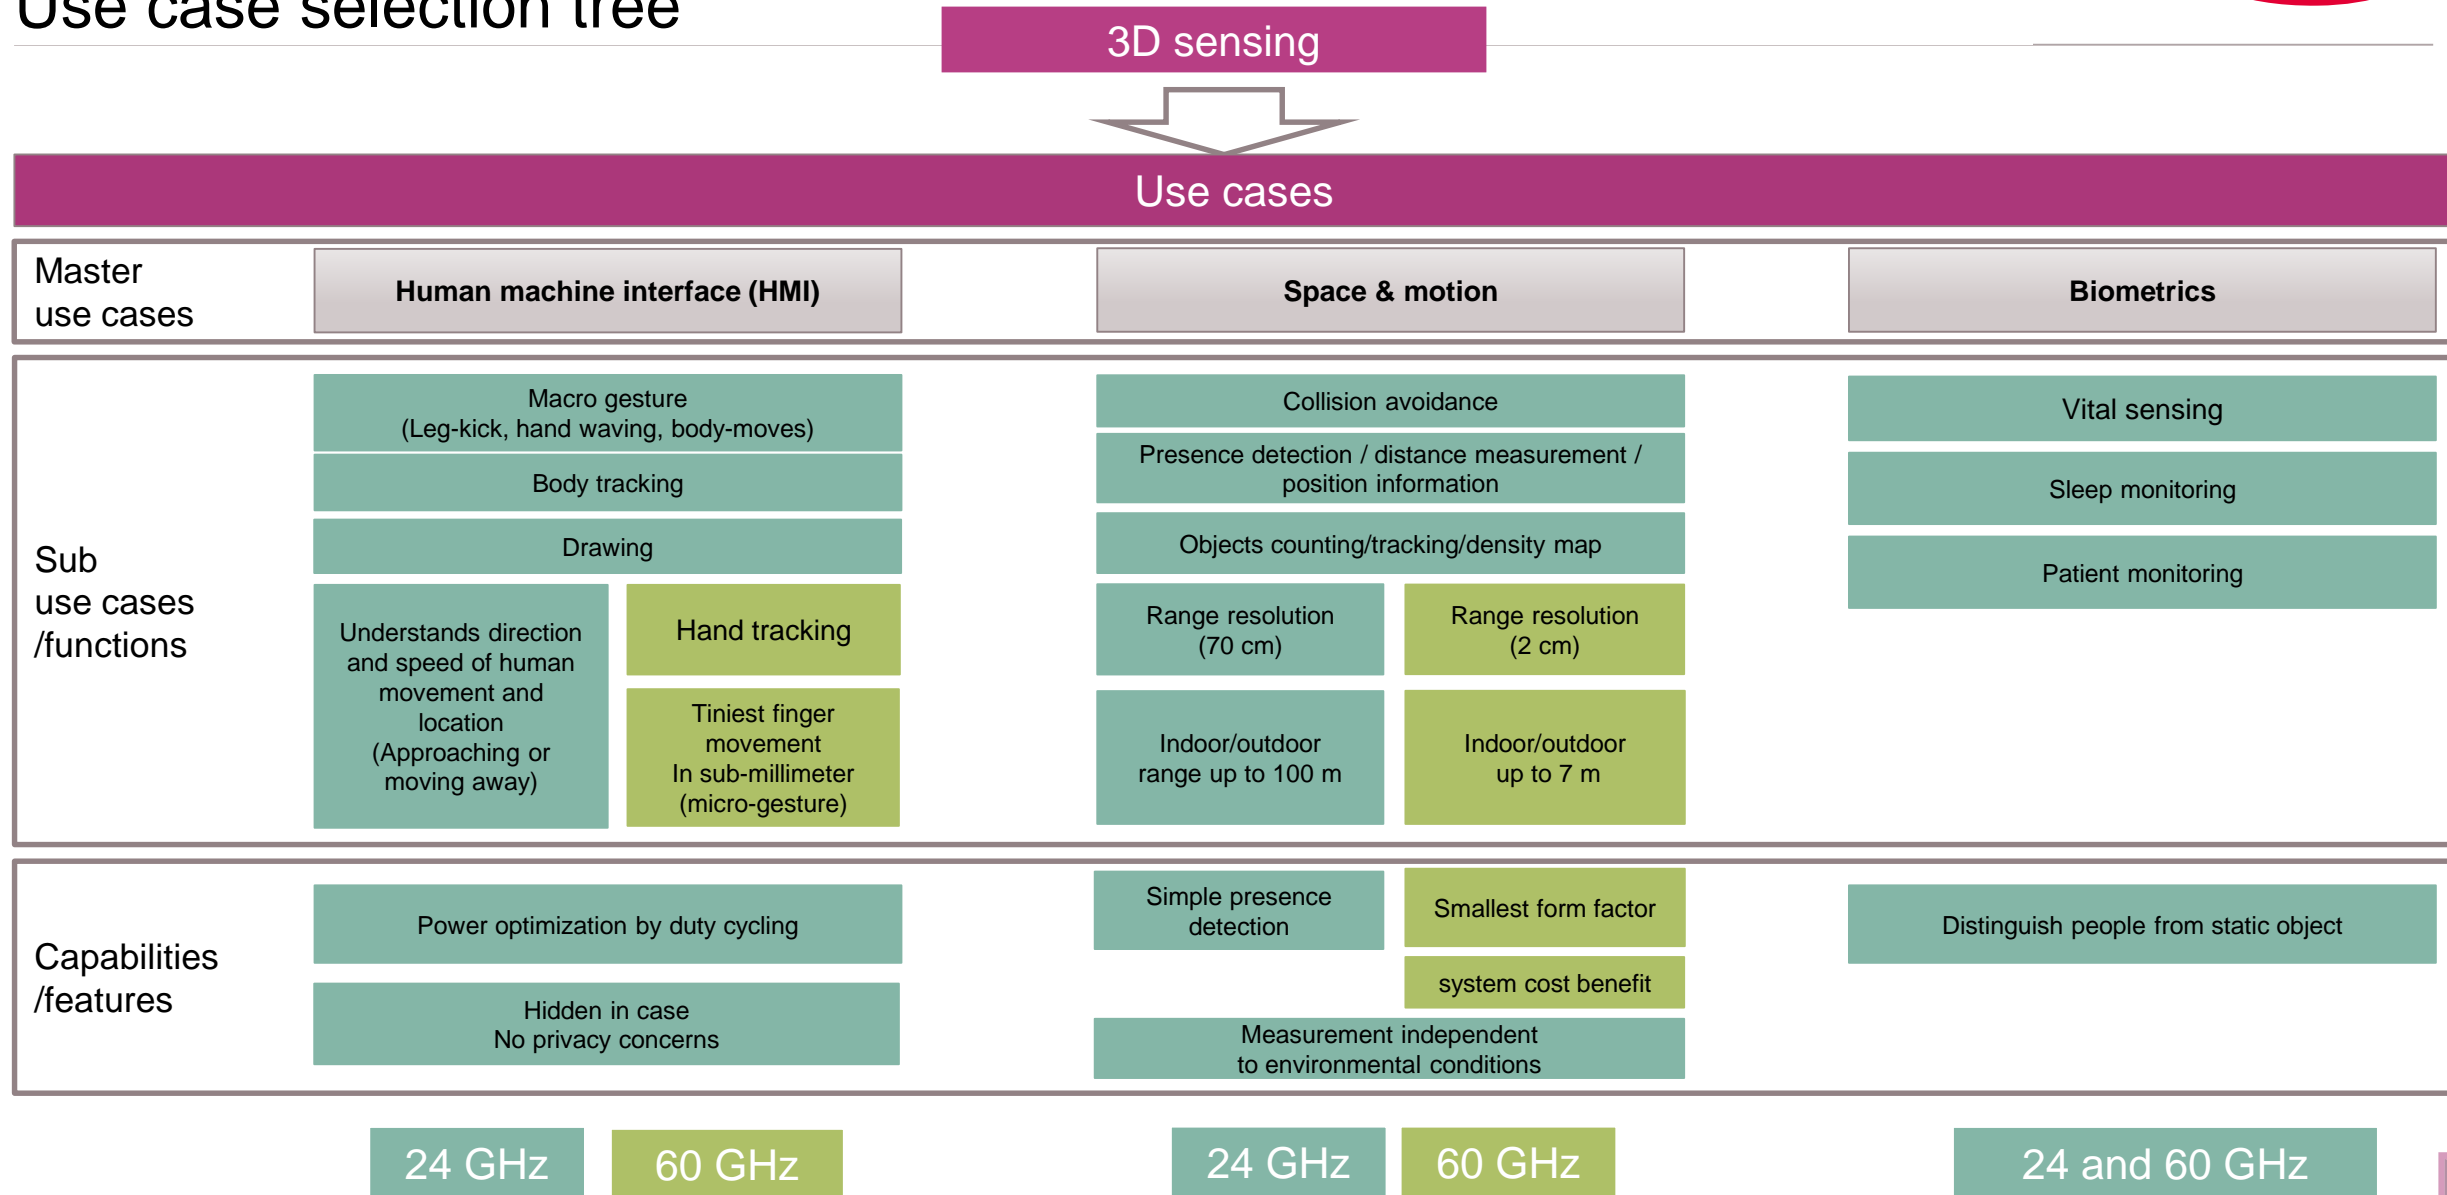 Use case selection tree
3D sensing
Use cases
Master
use cases
Human machine interface (HMI)
Space & motion
Biometrics
Sub
use cases
/functions
Macro gesture
(Leg-kick, hand waving, body-moves)
Body tracking
Drawing
Understands direction
and speed of human
movement and
location
(Approaching or
moving away)
Hand tracking
Tiniest finger
movement
In sub-millimeter
(micro-gesture)
Collision avoidance
Presence detection / distance measurement /
position information
Objects counting/tracking/density map
Range resolution
(70 cm)
Range resolution
(2 cm)
Indoor/outdoor
range up to 100 m
Indoor/outdoor
up to 7 m
Vital sensing
Sleep monitoring
Patient monitoring
Capabilities
/features
Power optimization by duty cycling
Hidden in case
No privacy concerns
Simple presence
detection
Smallest form factor
system cost benefit
Measurement independent
to environmental conditions
Distinguish people from static object
24 GHz
60 GHz
24 GHz
60 GHz
24 and 60 GHz